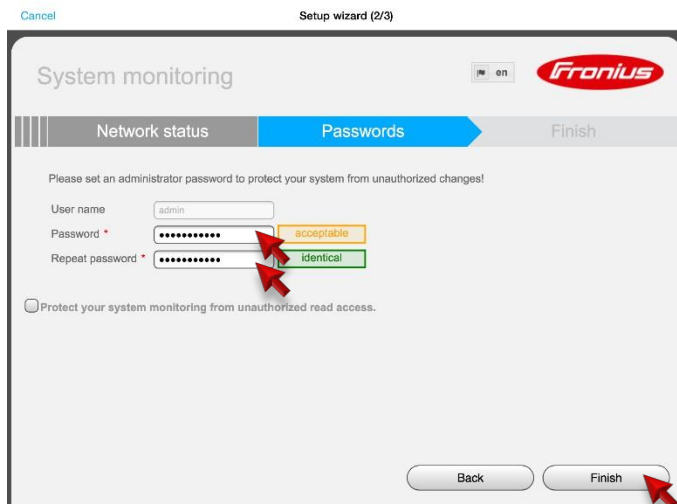 Cancel
Setup wizard (2/3)
System monitoring
en
Fronius
Network status
Passwords
Finish
Please set an administrator password to protect your system from unauthorized changes!
User name
admin
Password *
•••••••••••
acceptable
Repeat password *
•••••••••••
identical
Protect your system monitoring from unauthorized read access.
Back
Finish